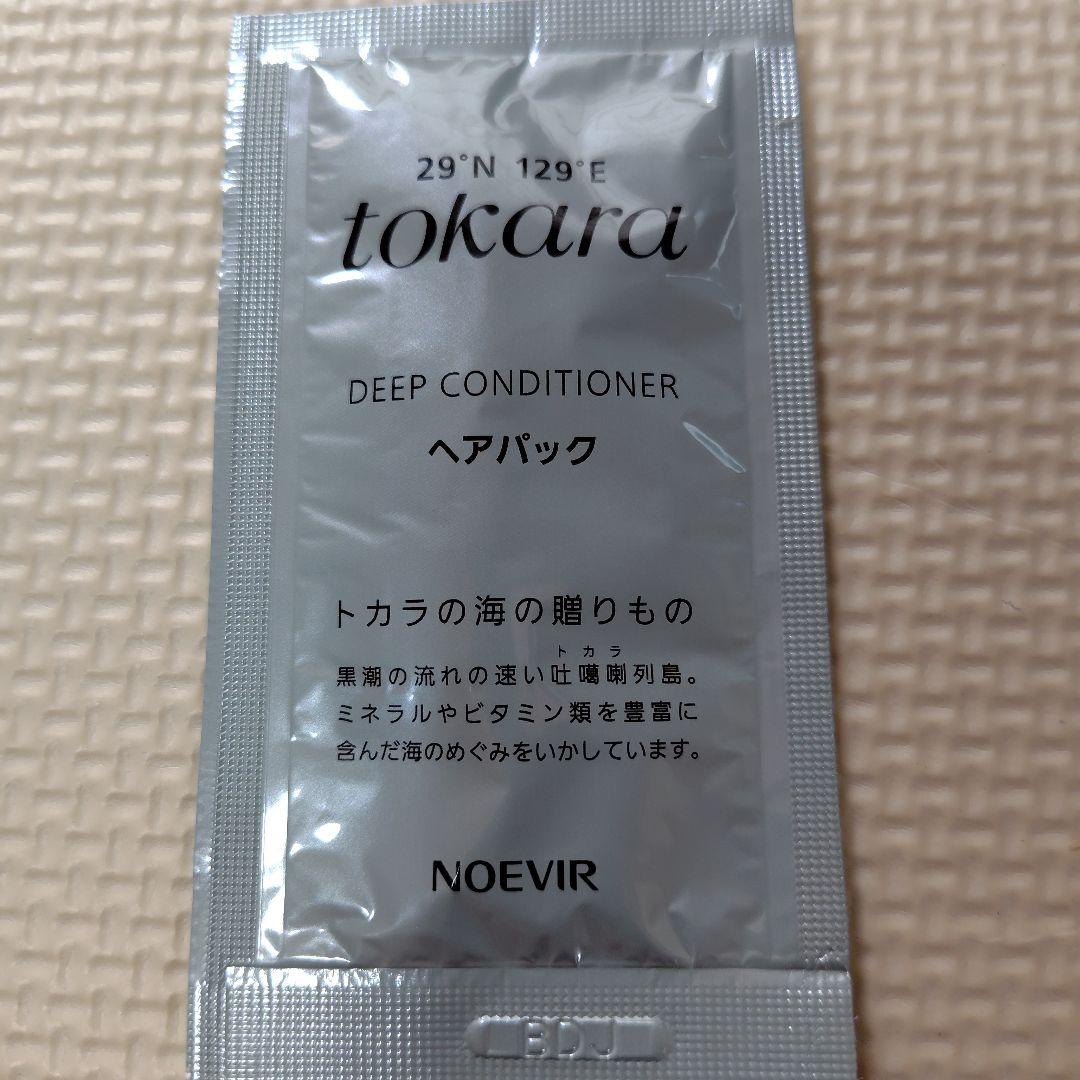 29°N 129°E
tokara
DEEP CONDITIONER
ヘアパック
トカラの海の贈りもの
トカラ
黒潮の流れの速い吐噶喇列島。
ミネラルやビタミン類を豊富に
含んだ海のめぐみをいかしています。
NOEVIR
BDJ